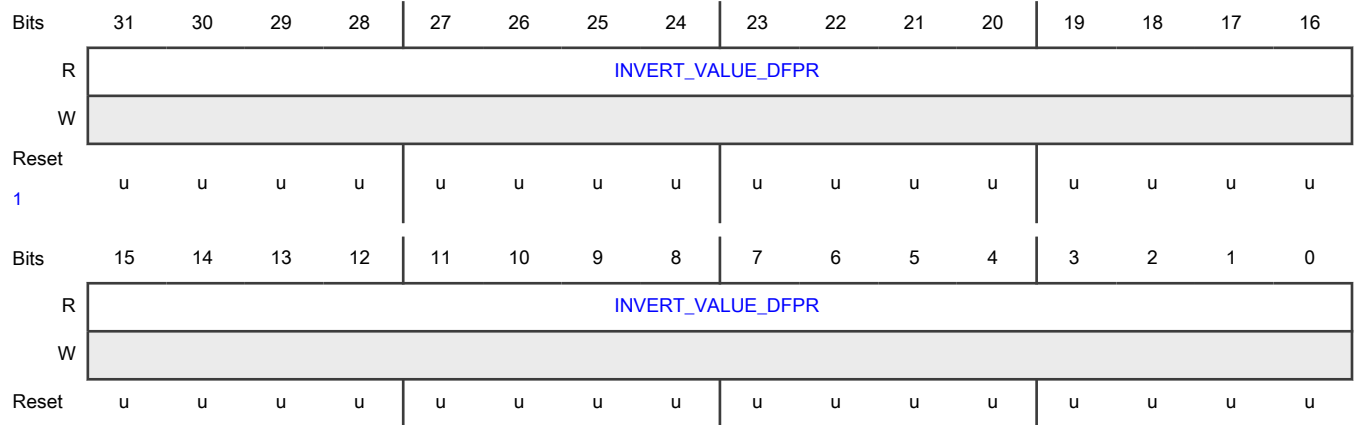 Bits 31 30 29 28 27 26 25 24 23 22 21 20 19 18 17 16
R INVERT_VALUE_DFPR
W
Reset
1 u u u u u u u u u u u u u u u u
Bits 15 14 13 12 11 10 9 8 7 6 5 4 3 2 1 0
R INVERT_VALUE_DFPR
W
Reset u u u u u u u u u u u u u u u u